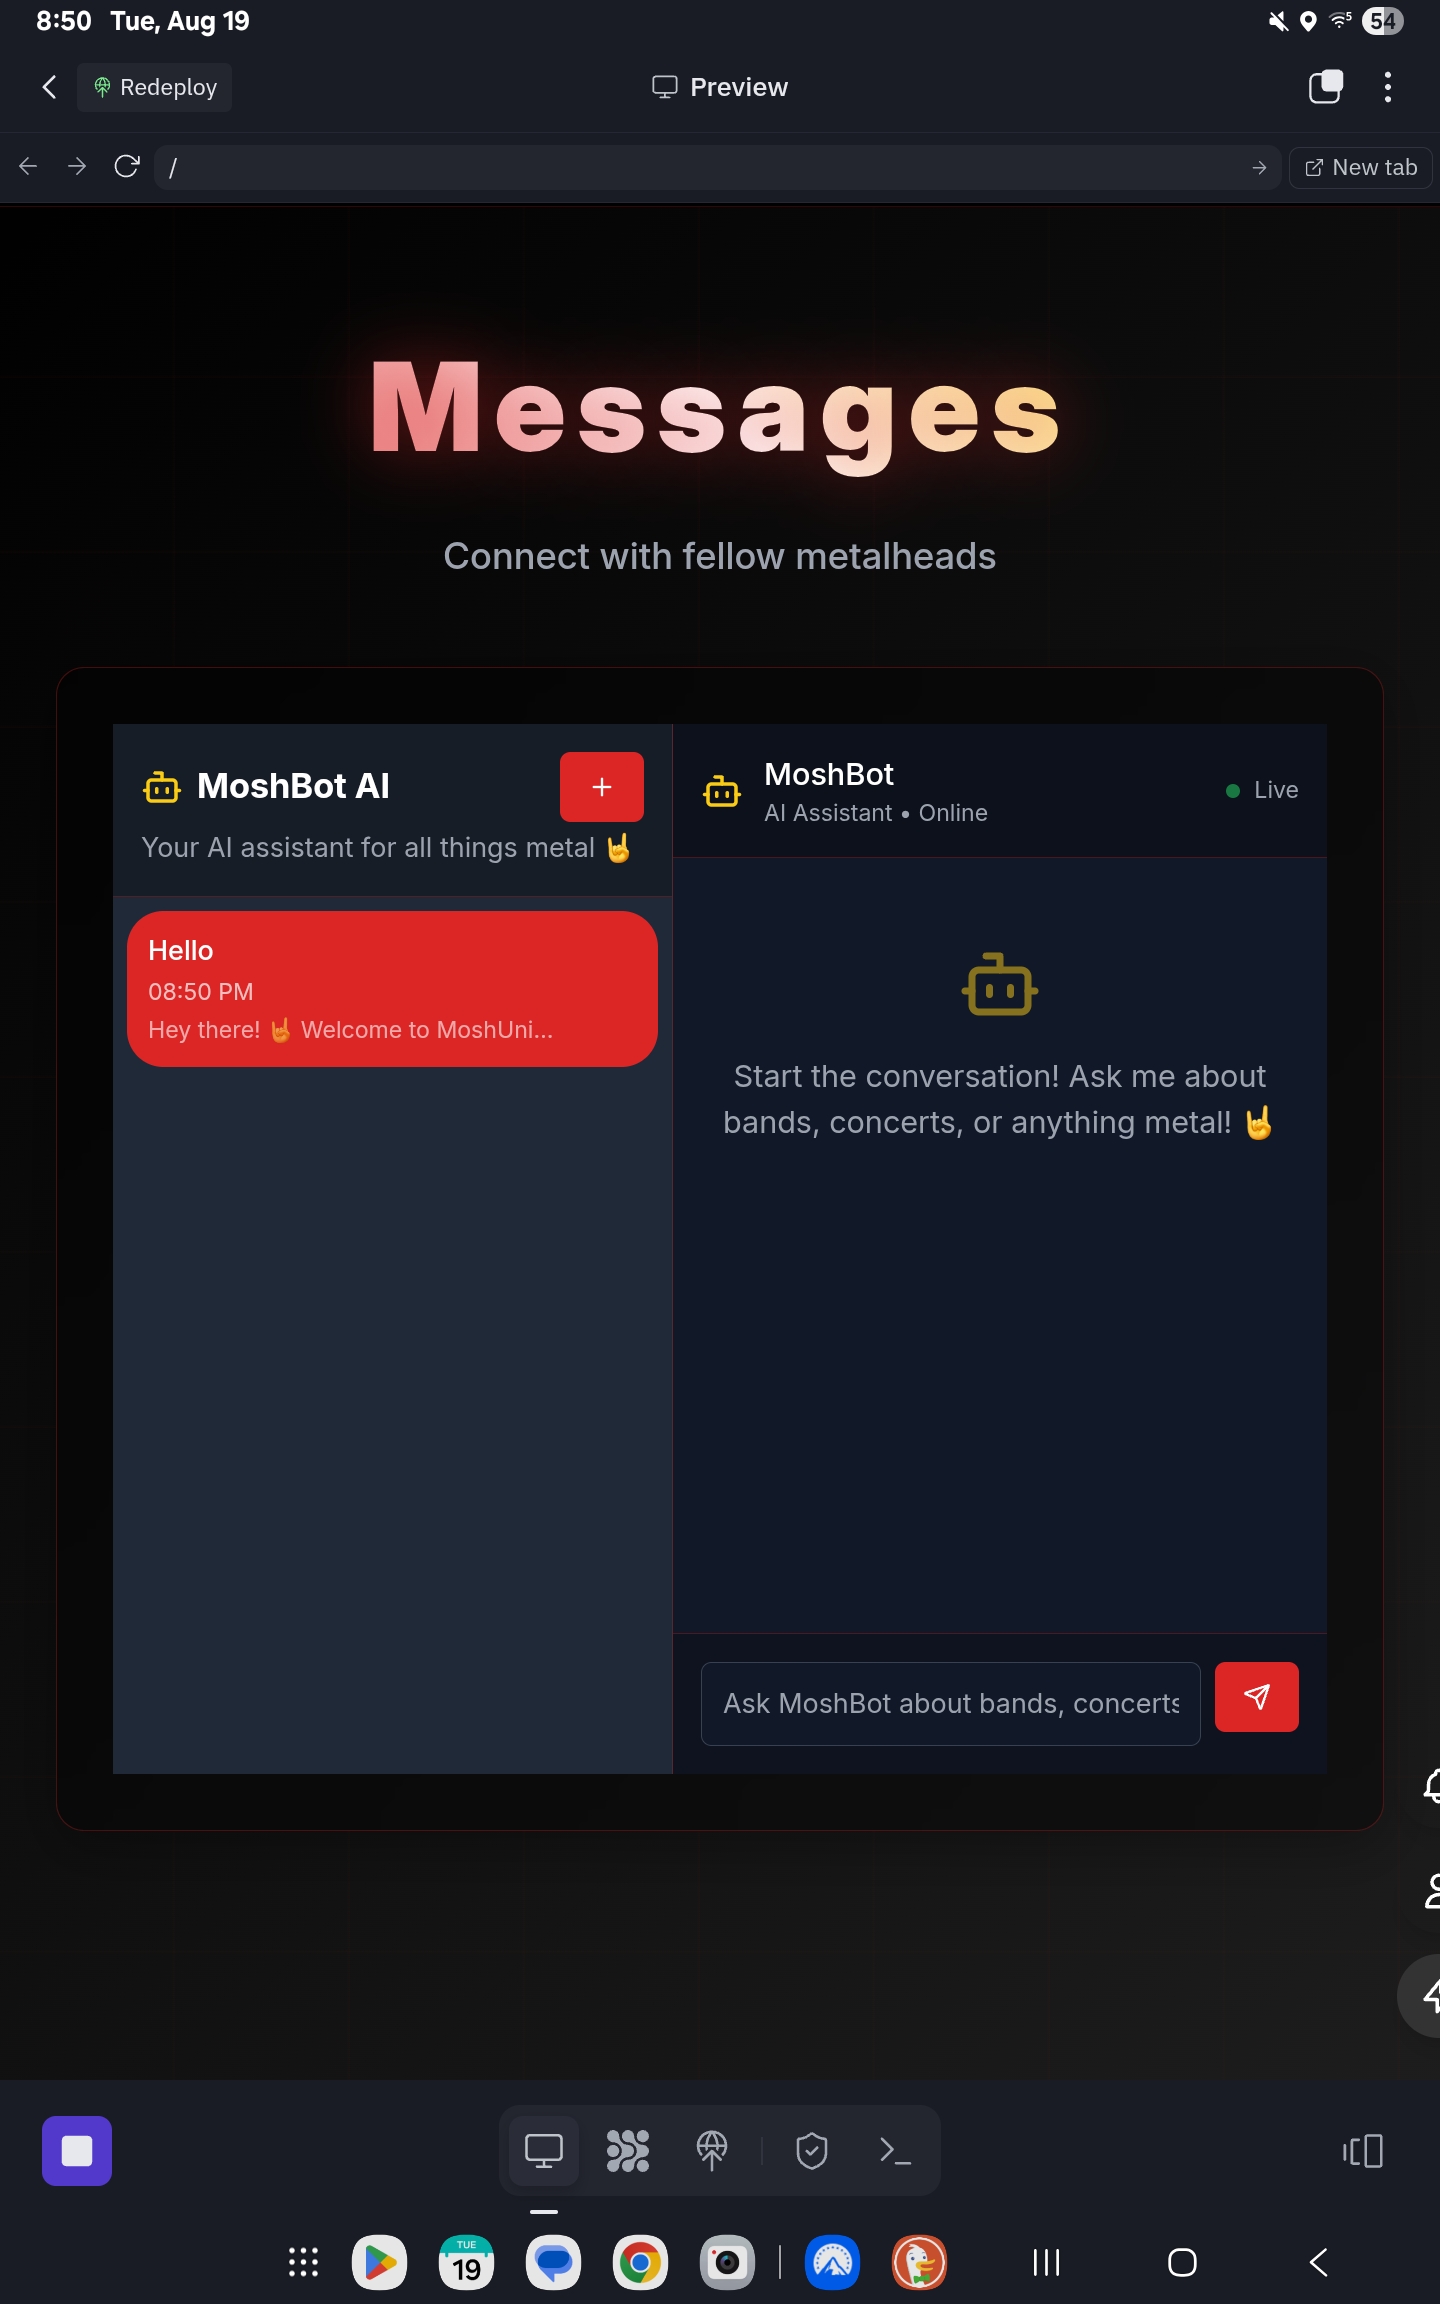 8:50 Tue, Aug 19
5
54
Redeploy
Preview
/
New tab
Messages
Connect with fellow metalheads
MoshBot AI
+
Your AI assistant for all things metal 🤘
Hello
08:50 PM
Hey there! 🤘 Welcome to MoshUni...
MoshBot
AI Assistant • Online
Live
Start the conversation! Ask me about
bands, concerts, or anything metal! 🤘
Ask MoshBot about bands, concerts
TUE
19